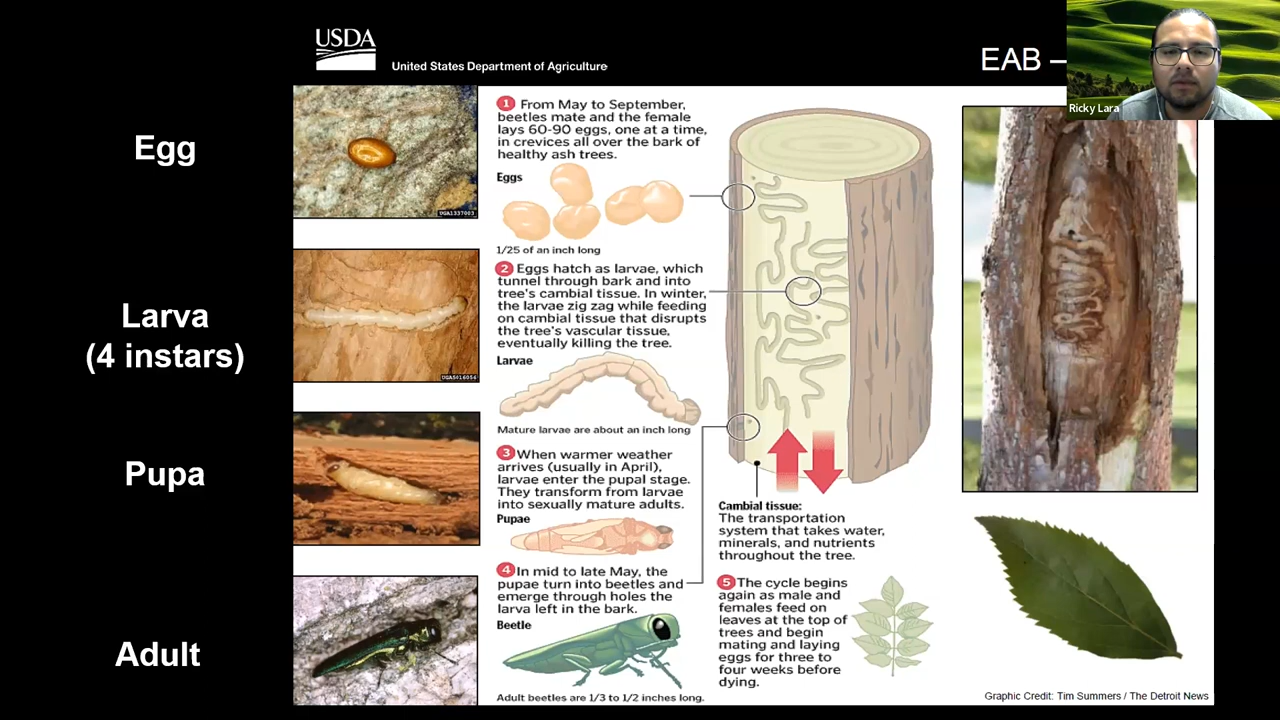 USDA
United States Department of Agriculture
EAB –
Ricky Lara
Egg
Larva
(4 instars)
Pupa
Adult
UGA1337003
UGA5016056
1 From May to September,
beetles mate and the female
lays 60-90 eggs, one at a time,
in crevices all over the bark of
healthy ash trees.
Eggs
1/25 of an inch long
2 Eggs hatch as larvae, which
tunnel through bark and into
tree's cambial tissue. In winter,
the larvae zig zag while feeding
on cambial tissue that disrupts
the tree's vascular tissue,
eventually killing the tree.
Larvae
Mature larvae are about an inch long
3 When warmer weather
arrives (usually in April),
larvae enter the pupal stage.
They transform from larvae
into sexually mature adults.
Pupae
4 In mid to late May, the
pupae turn into beetles and
emerge through holes the
larva left in the bark.
Beetle
Adult beetles are 1/3 to 1/2 inches long.
Cambial tissue:
The transportation
system that takes water,
minerals, and nutrients
throughout the tree.
5 The cycle begins
again as male and
females feed on
leaves at the top of
trees and begin
mating and laying
eggs for three to
four weeks before
dying.
Graphic Credit: Tim Summers / The Detroit News